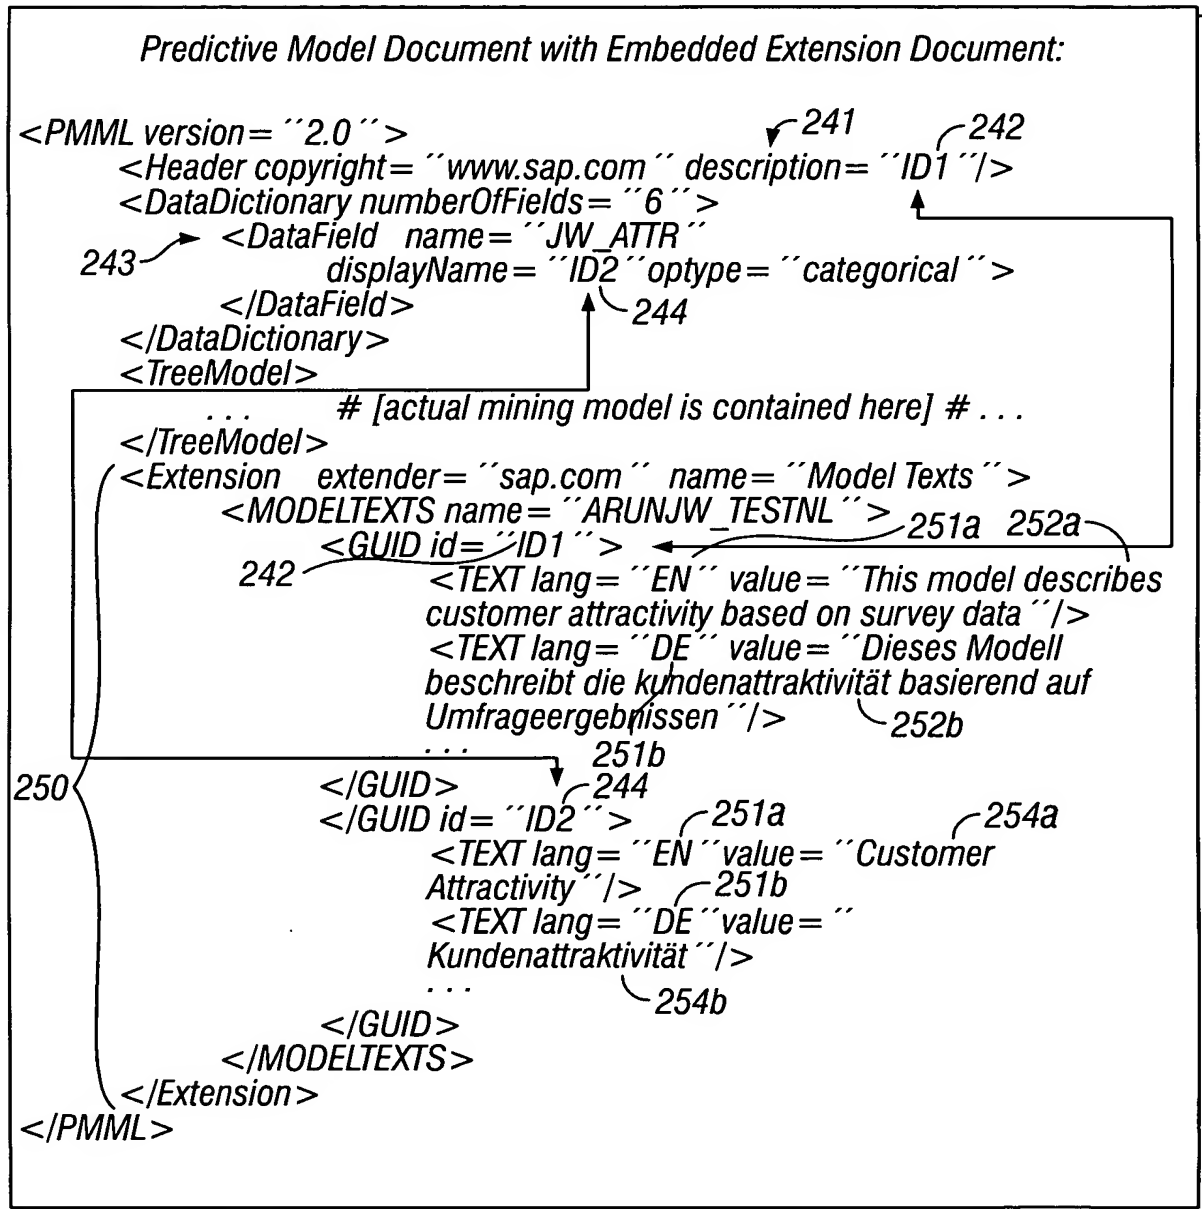 Predictive Model Document with Embedded Extension Document:
<PMML version= ´´2.0´´>
241
242
<Header copyright= ´´www.sap.com´´ description= ´´ID1´´/>
<DataDictionary numberOfFields= ´´6´´>
243
<DataField name= ´´JW_ATTR´´
displayName= ´´ID2´´optype= ´´categorical´´>
</DataField>
244
</DataDictionary>
<TreeModel>
. . . # [actual mining model is contained here] # . . .
</TreeModel>
<Extension extender= ´´sap.com´´ name= ´´Model Texts´´>
<MODELTEXTS name= ´´ARUNJW_TESTNL´´>
251a
252a
<GUID id= ´´ID1´´>
242
<TEXT lang= ´´EN´´ value= ´´This model describes
customer attractivity based on survey data´´/>
<TEXT lang= ´´DE´´ value= ´´Dieses Modell
beschreibt die kundenattraktivität basierend auf
Umfrageergebnissen´´/>
252b
. . .
251b
250
</GUID>
244
</GUID id= ´´ID2´´>
251a
254a
<TEXT lang= ´´EN´´value= ´´Customer
Attractivity´´/>
251b
<TEXT lang= ´´DE´´value= ´´
Kundenattraktivität´´/>
. . .
254b
</GUID>
</MODELTEXTS>
</Extension>
</PMML>